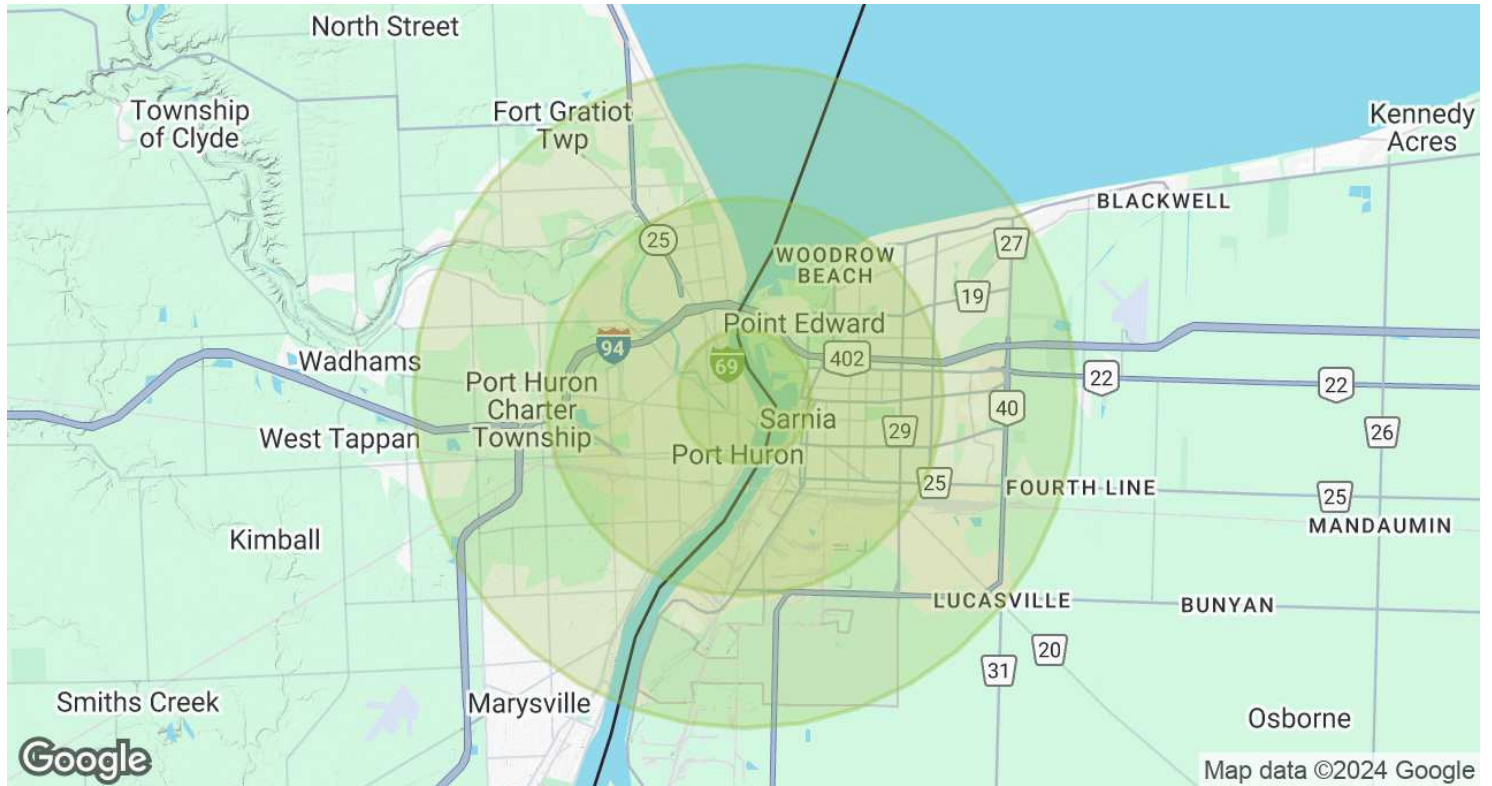 North Street
Township
of Clyde
Fort Gratiot
Twp
Kennedy
Acres
BLACKWELL
25
27
WOODROW
BEACH
19
Point Edward
94
402
Wadhams
69
22
22
Port Huron
Charter
Township
40
Sarnia
29
26
West Tappan
Port Huron
25
FOURTH LINE
25
MANDAUMIN
Kimball
LUCASVILLE
BUNYAN
20
31
Smiths Creek
Marysville
Osborne
Google
Map data ©2024 Google